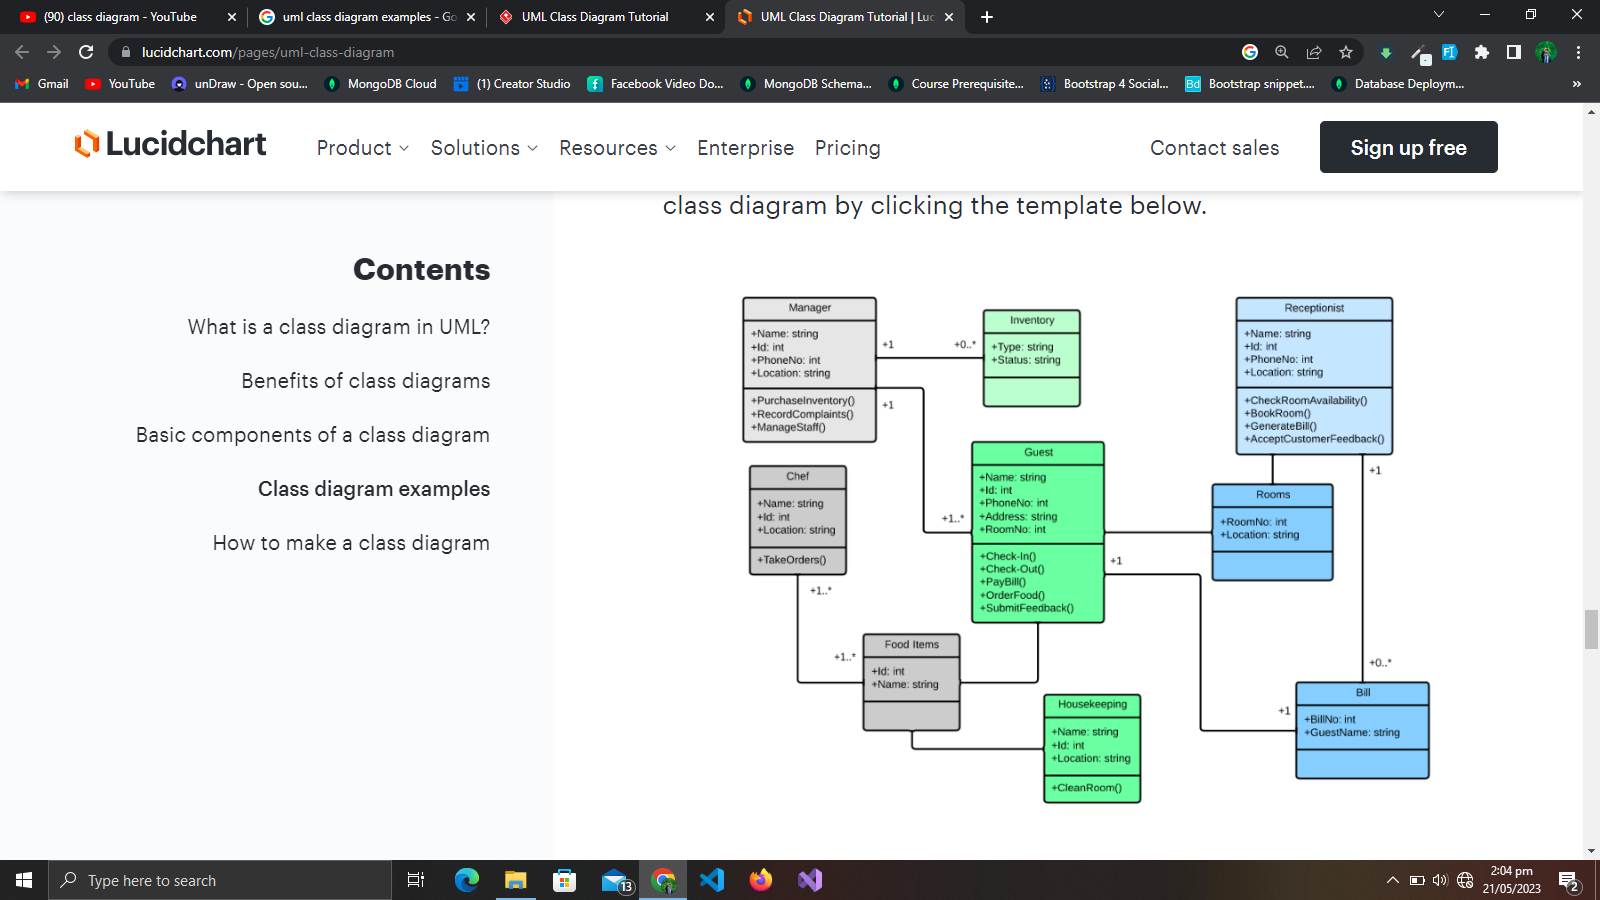 (90) class diagram - YouTube
uml class diagram examples - Go
UML Class Diagram Tutorial
UML Class Diagram Tutorial | Luc
lucidchart.com/pages/uml-class-diagram
Gmail
YouTube
unDraw - Open sou...
MongoDB Cloud
(1) Creator Studio
Facebook Video Do...
MongoDB Schema...
Course Prerequisite...
Bootstrap 4 Social...
Bd
Bootstrap snippet....
Database Deploym...
»
Lucidchart
Product
Solutions
Resources
Enterprise
Pricing
Contact sales
Sign up free
class diagram by clicking the template below.
Contents
What is a class diagram in UML?
Benefits of class diagrams
Basic components of a class diagram
Class diagram examples
How to make a class diagram
Manager
+Name: string
+Id: int
+PhoneNo: int
+Location: string
+PurchaseInventory()
+RecordComplaints()
+ManageStaff()
+1
+0..*
+1
Inventory
+Type: string
+Status: string
Receptionist
+Name: string
+Id: int
+PhoneNo: int
+Location: string
+CheckRoomAvailability()
+BookRoom()
+GenerateBill()
+AcceptCustomerFeedback()
+1
Chef
+Name: string
+Id: int
+Location: string
+TakeOrders()
+1..*
+1..*
Guest
+Name: string
+Id: int
+PhoneNo: int
+Address: string
+RoomNo: int
+Check-In()
+Check-Out()
+PayBill()
+OrderFood()
+SubmitFeedback()
+1
Rooms
+RoomNo: int
+Location: string
+1..*
Food Items
+Id: int
+Name: string
Housekeeping
+Name: string
+Id: int
+Location: string
+CleanRoom()
+0..*
+1
Bill
+BillNo: int
+GuestName: string
Type here to search
13
2:04 pm
21/05/2023
2